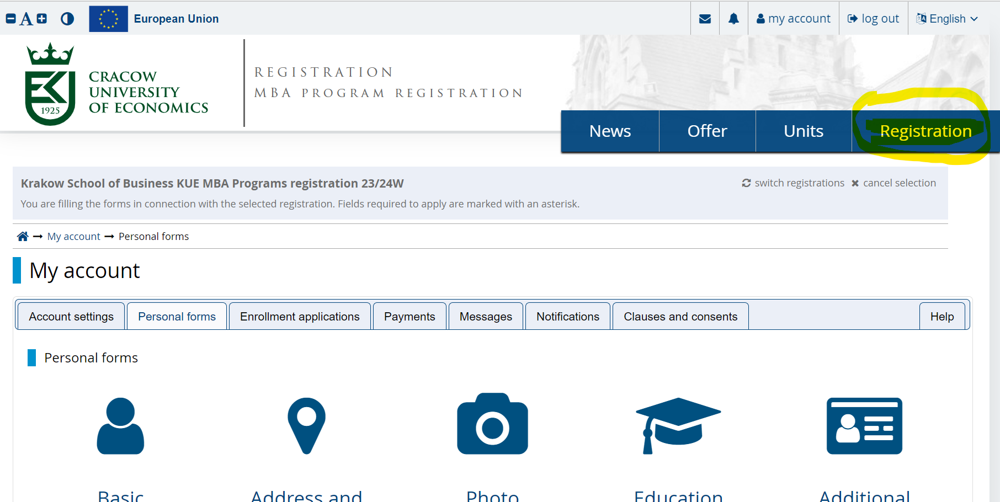 A
European Union
my account
log out
English
CRACOW
UNIVERSITY
OF ECONOMICS
1925
REGISTRATION
MBA PROGRAM REGISTRATION
News
Offer
Units
Registration
Krakow School of Business KUE MBA Programs registration 23/24W
switch registrations
cancel selection
You are filling the forms in connection with the selected registration. Fields required to apply are marked with an asterisk.
My account
Personal forms
My account
Account settings
Personal forms
Enrollment applications
Payments
Messages
Notifications
Clauses and consents
Help
Personal forms
Basic
Address and
Photo
Education
Additional